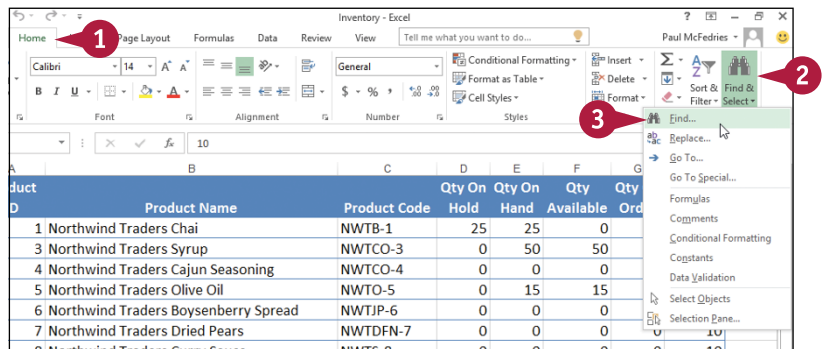 Inventory - Excel
?
Home 1 Page Layout Formulas Data Review View Tell me what you want to do... Paul McFedries
Calibri 14 A A General Conditional Formatting Insert Σ A Z 2
B I U A $ % , .00 Format as Table Delete Sort & Find &
Cell Styles Format Filter Select
Font Alignment Number Styles
3 Find...
Replace...
Go To...
Go To Special...
Formulas
Comments
Conditional Formatting
Constants
Data Validation
Select Objects
Selection Pane...
fx 10
A B C D E F G
duct Qty On Qty On Qty Qty
D Product Name Product Code Hold Hand Available Ord
1 Northwind Traders Chai NWTB-1 25 25 0
3 Northwind Traders Syrup NWTCO-3 0 50 50
4 Northwind Traders Cajun Seasoning NWTCO-4 0 0 0
5 Northwind Traders Olive Oil NWTO-5 0 15 15
6 Northwind Traders Boysenberry Spread NWTJP-6 0 0 0
7 Northwind Traders Dried Pears NWTDFN-7 0 0 0 0 10